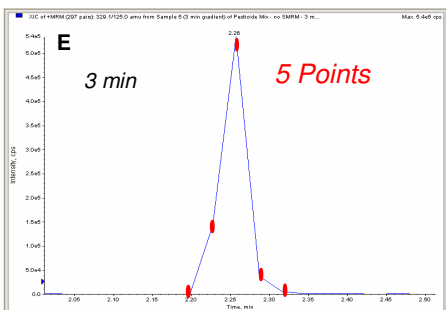 XIC of +MRM (297 pairs): 329.1/125.0 amu from Sample 6 (3 min gradient) of Pesticide Mix - no SMRM - 3 m...
Max. 5.4e5 cps.
E
3 min
5 Points
2.26
Intensity, cps
5.4e5
5.0e5
4.5e5
4.0e5
3.5e5
3.0e5
2.5e5
2.0e5
1.5e5
1.0e5
5.0e4
0.0
2.05 2.10 2.15 2.20 2.25 2.30 2.35 2.40 2.45 2.50
Time, min